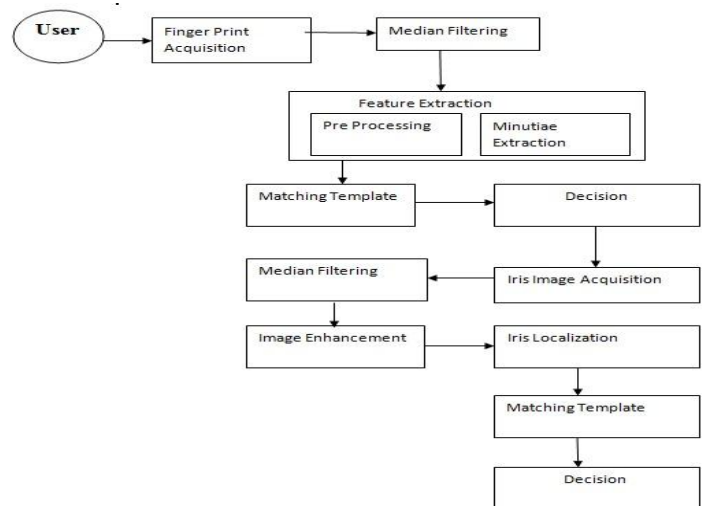 User
Finger Print
Acquisition
Median Filtering
Feature Extraction
Pre Processing
Minutiae
Extraction
Matching Template
Decision
Median Filtering
Iris Image Acquisition
Image Enhancement
Iris Localization
Matching Template
Decision